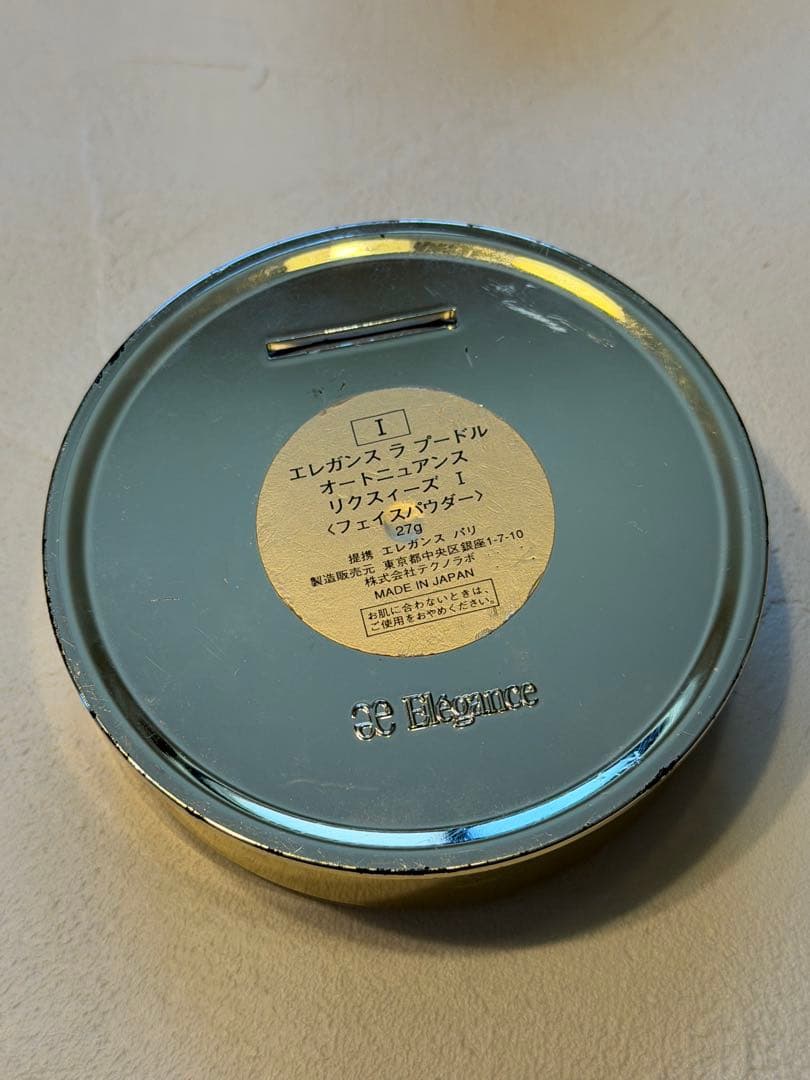 I
エレガンス ラ プードル
オートニュアンス
リクスィーズ I
〈フェイスパウダー〉
27g
提携 エレガンス パリ
製造販売元 東京都中央区銀座1-7-10
株式会社テクノラボ
MADE IN JAPAN
お肌に合わないときは、
ご使用をおやめください。
æ Elégance